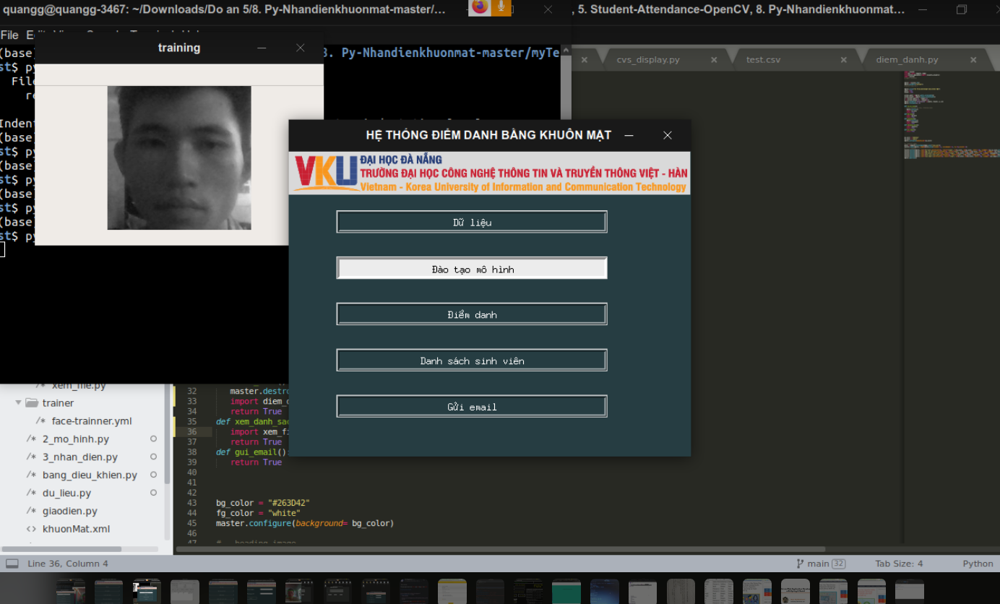 quangg@quangg-3467: ~/Downloads/Do an 5/8. Py-Nhandienkhuonmat-master/...
, 5. Student-Attendance-OpenCV, 8. Py-Nhandienkhuonmat...
File
training
(base)
8. Py-Nhandienkhuonmat-master/myTe
st$ py
File
re
cvs_display.py
test.csv
diem_danh.py
Indent
(base)
st$ py
(base)
st$ py
(base)
st$ py
(base)
st$ py
HỆ THỐNG ĐIỂM DANH BẰNG KHUÔN MẶT
VKU
ĐẠI HỌC ĐÀ NẴNG
TRƯỜNG ĐẠI HỌC CÔNG NGHỆ THÔNG TIN VÀ TRUYỀN THÔNG VIỆT - HÀN
Vietnam - Korea University of Information and Communication Technology
Dữ liệu
Đào tạo mô hình
Điểm danh
Danh sách sinh viên
Gửi email
/* xem_file.py
trainer
/* face-trainner.yml
/* 2_mo_hinh.py
/* 3_nhan_dien.py
/* bang_dieu_khien.py
/* du_lieu.py
/* giaodien.py
<> khuonMat.xml
32 master.destro
33 import diem_d
34 return True
35 def xem_danh_sac
36 import xem_fi
37 return True
38 def gui_email():
39 return True
40
41
42
43 bg_color = "#263D42"
44 fg_color = "white"
45 master.configure(background= bg_color)
46
47 # heading image
Line 36, Column 4
main 32
Tab Size: 4
Python